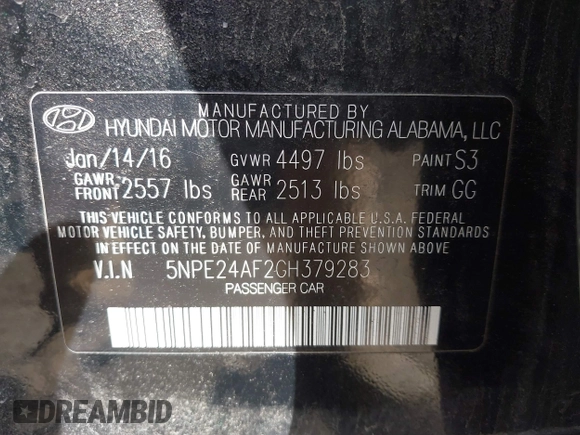 MANUFACTURED BY
HYUNDAI MOTOR MANUFACTURING ALABAMA, LLC
Jan/14/16 GVWR 4497 lbs PAINT S3
GAWR FRONT 2557 lbs GAWR REAR 2513 lbs TRIM GG
THIS VEHICLE CONFORMS TO ALL APPLICABLE U.S.A. FEDERAL
MOTOR VEHICLE SAFETY, BUMPER, AND THEFT PREVENTION STANDARDS
IN EFFECT ON THE DATE OF MANUFACTURE SHOWN ABOVE.
V.I.N 5NPE24AF2GH379283
PASSENGER CAR
DREAMBID